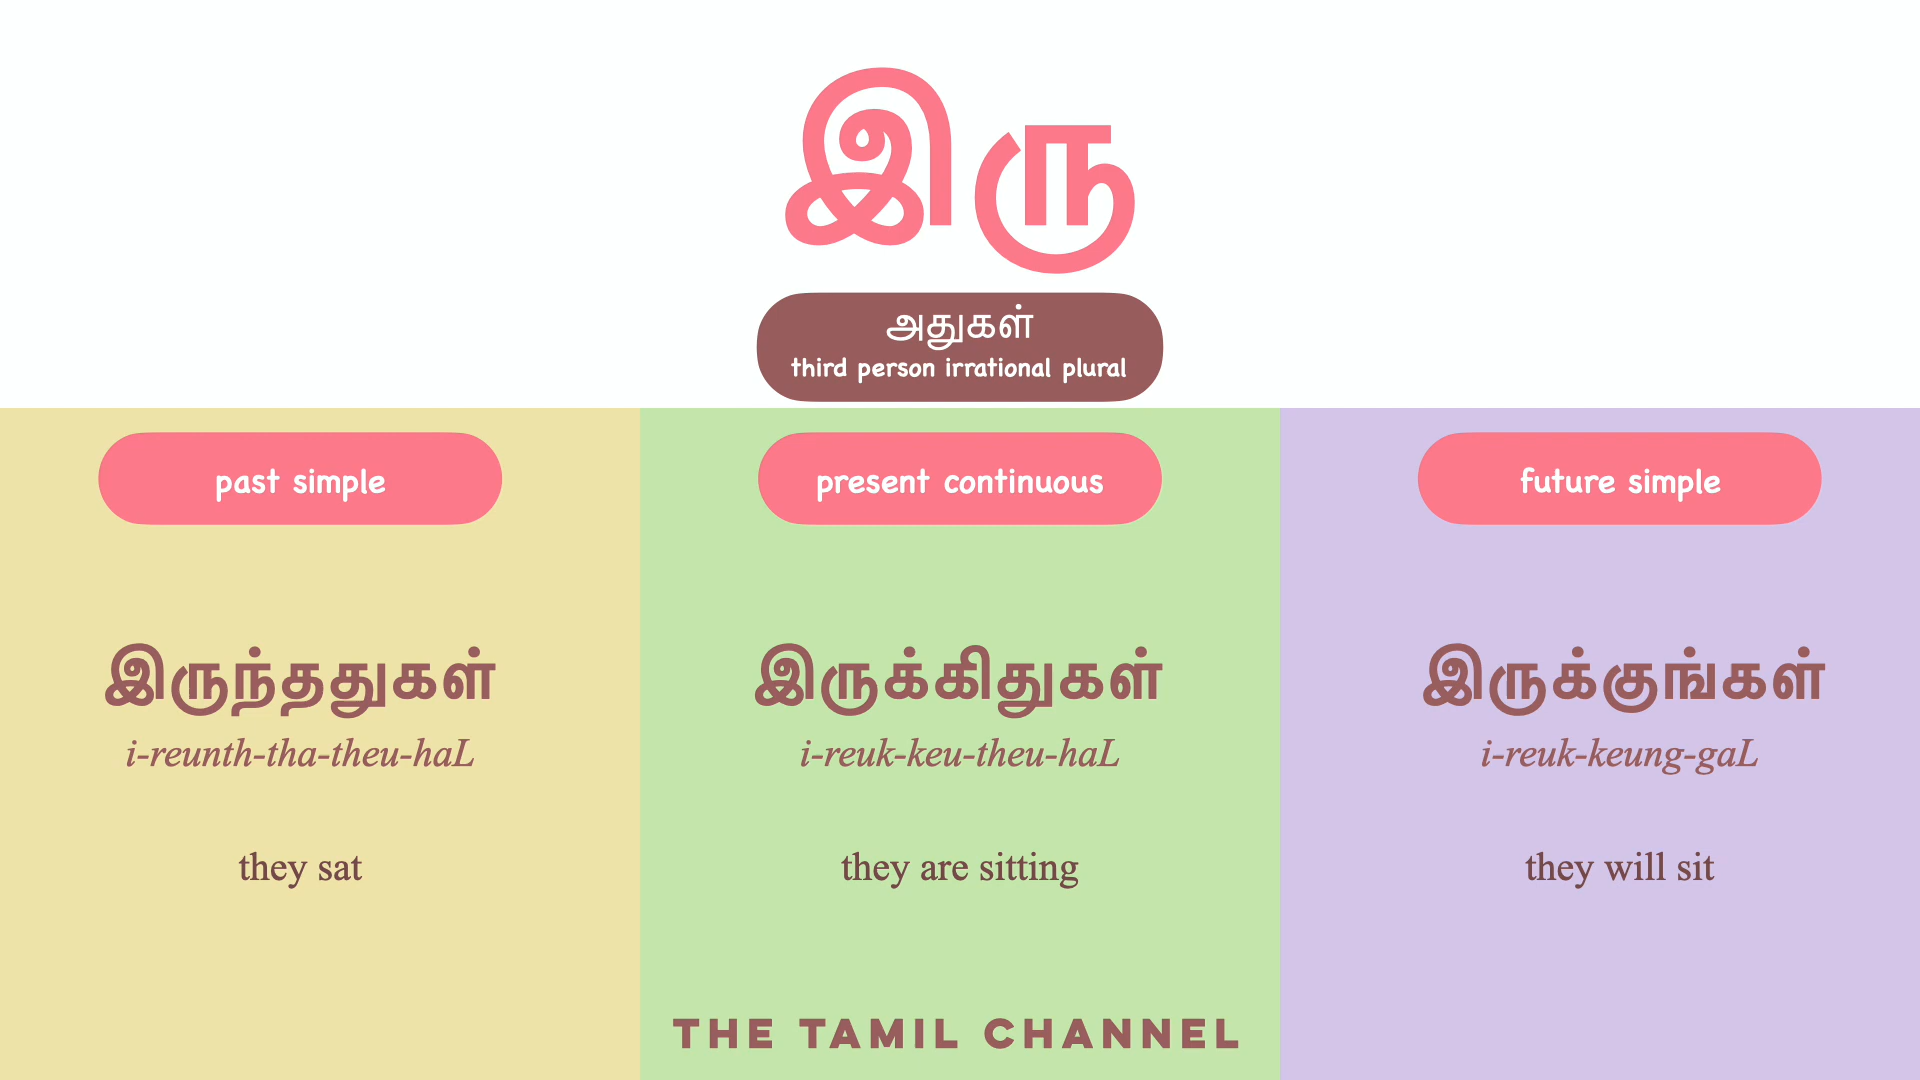 இரு
அதுகள்
third person irrational plural
past simple
present continuous
future simple
இருந்ததுகள்
i-reunth-tha-theu-haL
they sat
இருக்கிதுகள்
i-reuk-keu-theu-haL
they are sitting
இருக்குங்கள்
i-reuk-keung-gaL
they will sit
THE TAMIL CHANNEL